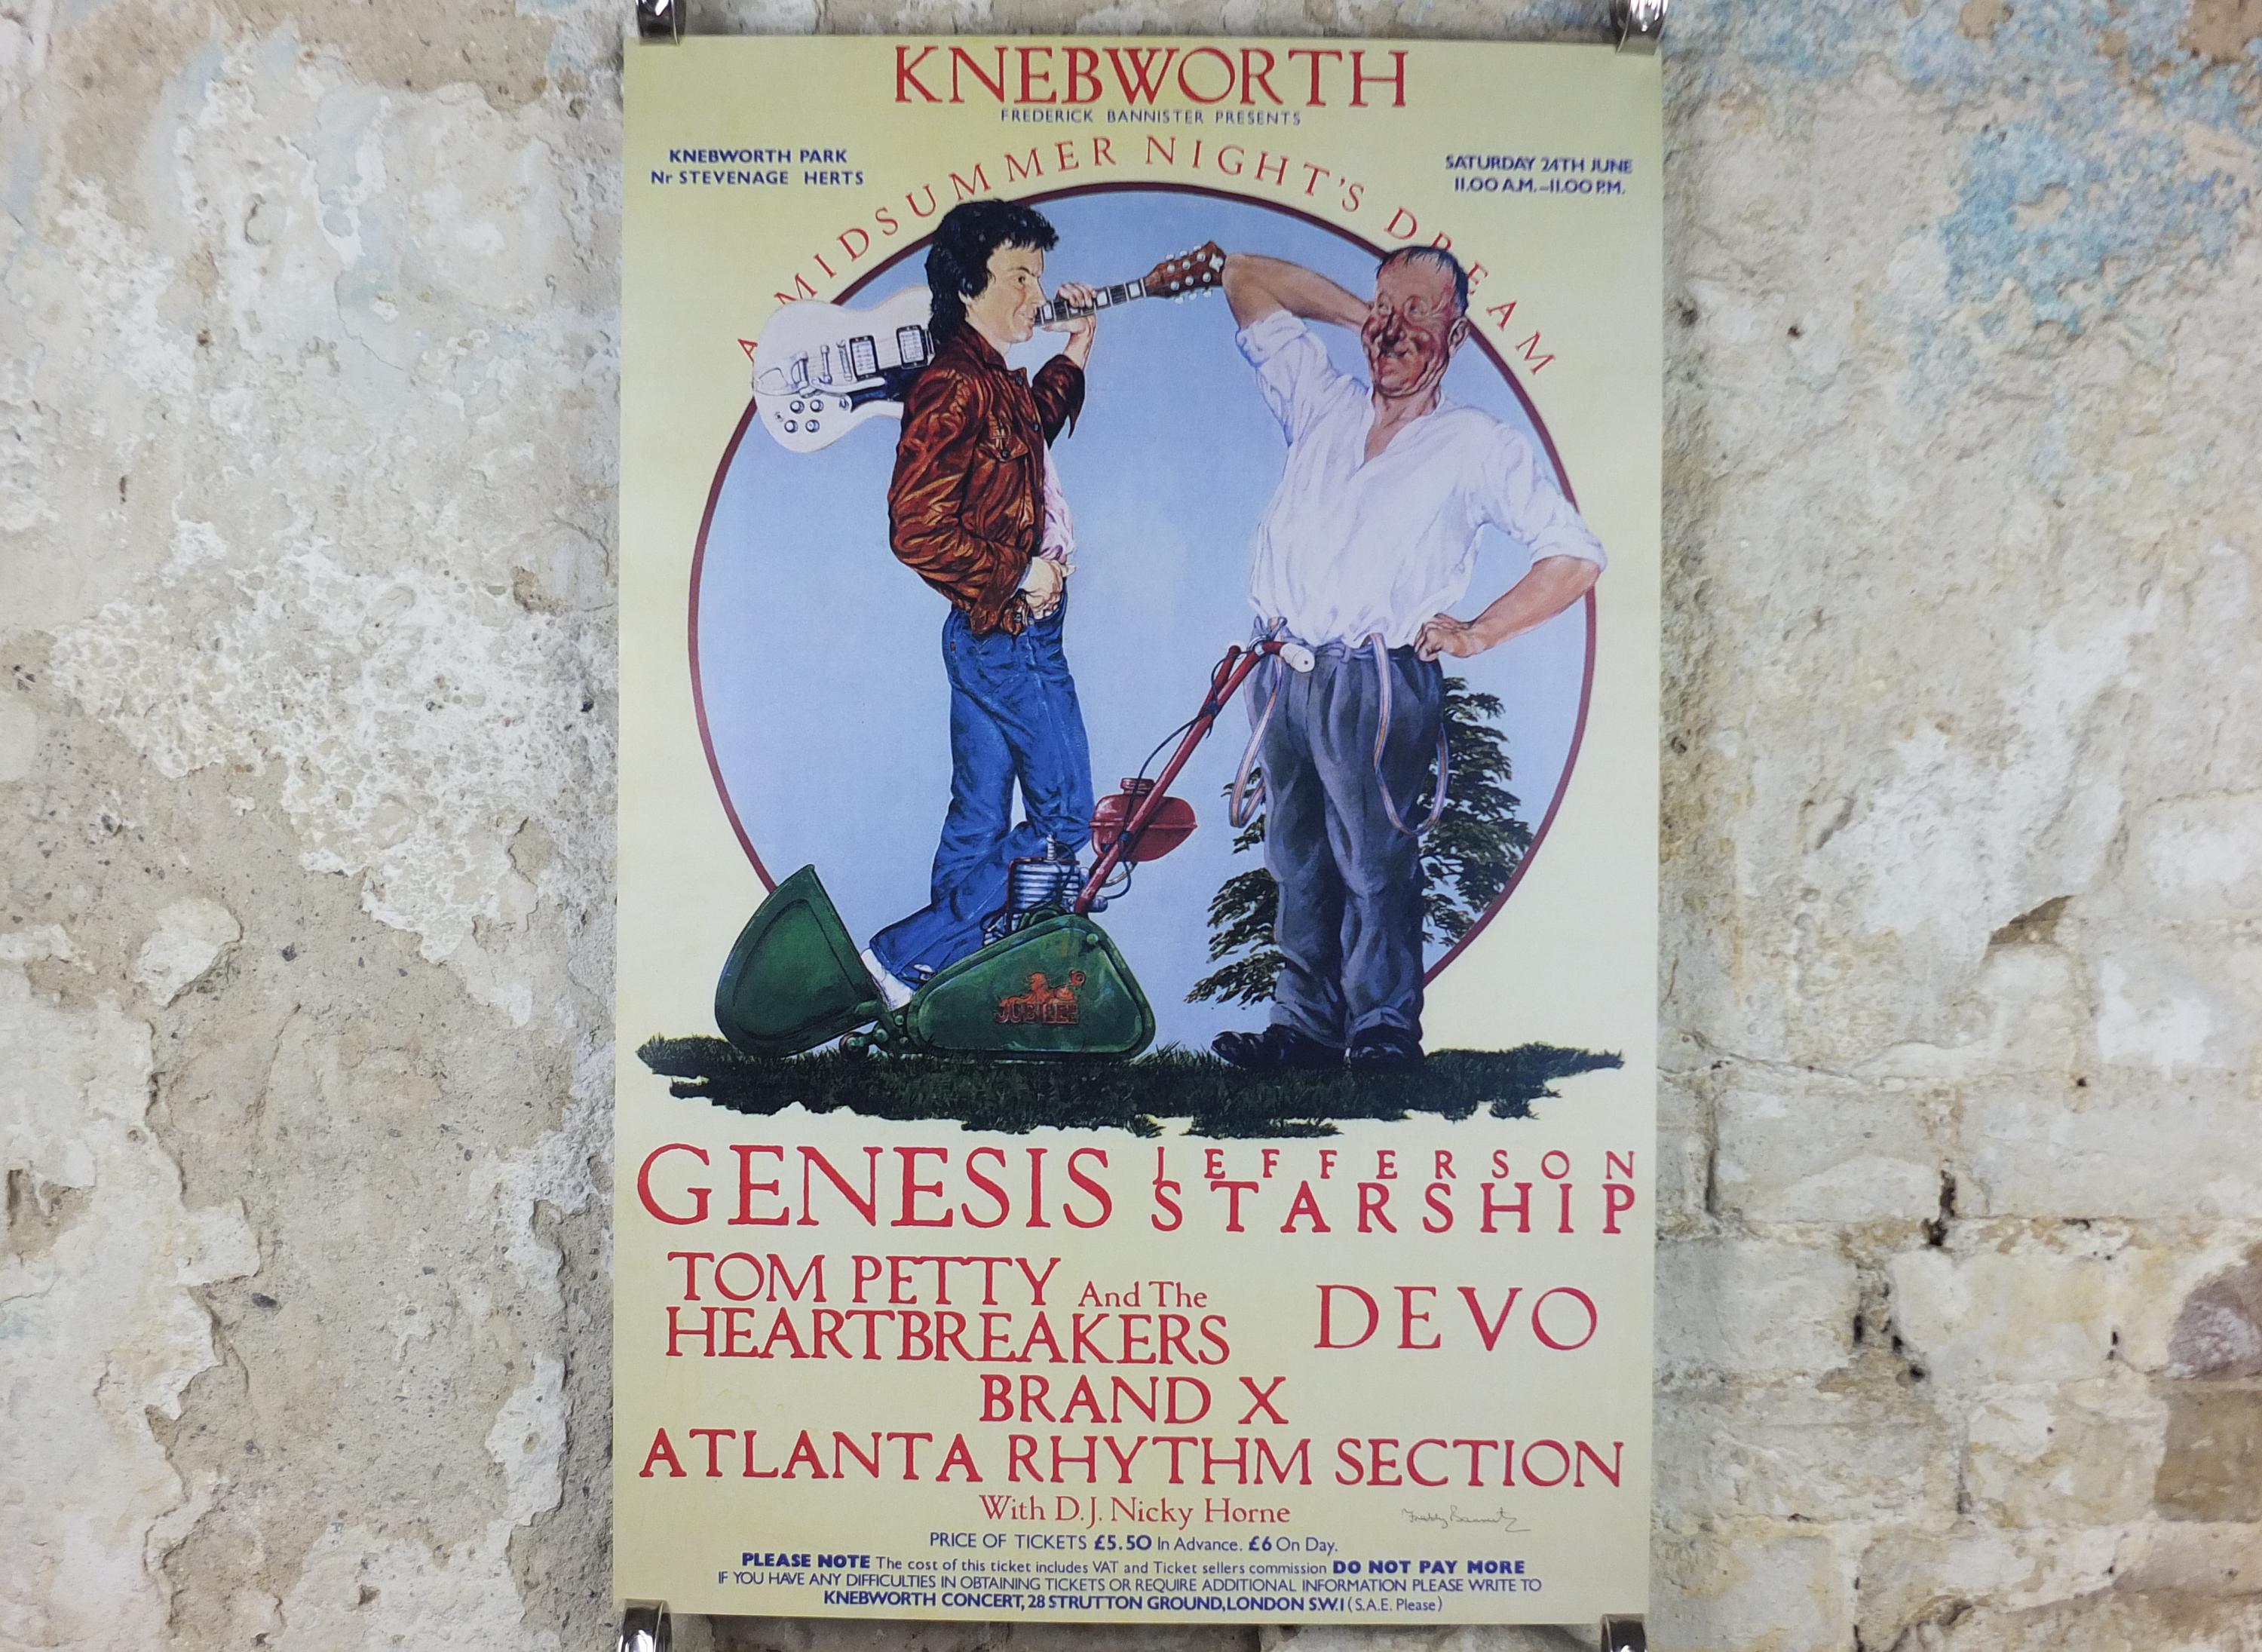 KNEBWORTH
FREDERICK BANNISTER PRESENTS
KNEBWORTH PARK
Nr STEVENAGE HERTS
A MIDSUMMER NIGHT'S DREAM
SATURDAY 24TH JUNE
11.00 A.M.–11.00 P.M.
JUBILEE
GENESIS
JEFFERSON
STARSHIP
TOM PETTY And The
HEARTBREAKERS
DEVO
BRAND X
ATLANTA RHYTHM SECTION
With D.J. Nicky Horne
PRICE OF TICKETS £5.50 In Advance. £6 On Day.
PLEASE NOTE The cost of this ticket includes VAT and Ticket sellers commission DO NOT PAY MORE
IF YOU HAVE ANY DIFFICULTIES IN OBTAINING TICKETS OR REQUIRE ADDITIONAL INFORMATION PLEASE WRITE TO
KNEBWORTH CONCERT, 28 STRUTTON GROUND, LONDON S.W.1 (S.A.E. Please)